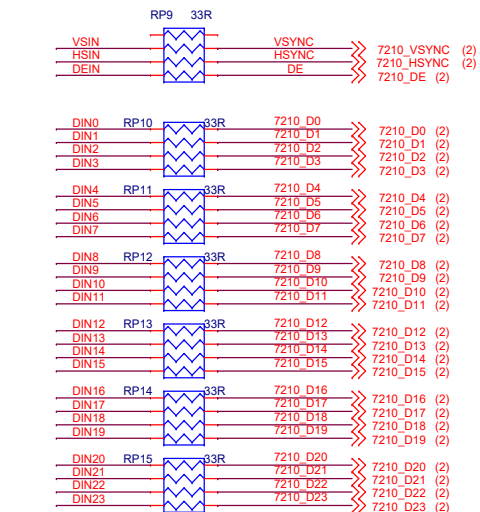 RP9 33R
VSIN VSYNC 7210_VSYNC (2)
HSIN HSYNC 7210_HSYNC (2)
DEIN DE 7210_DE (2)
DIN0 RP10 33R 7210_D0 7210_D0 (2)
DIN1 7210_D1 7210_D1 (2)
DIN2 7210_D2 7210_D2 (2)
DIN3 7210_D3 7210_D3 (2)
DIN4 RP11 33R 7210_D4 7210_D4 (2)
DIN5 7210_D5 7210_D5 (2)
DIN6 7210_D6 7210_D6 (2)
DIN7 7210_D7 7210_D7 (2)
DIN8 RP12 33R 7210_D8 7210_D8 (2)
DIN9 7210_D9 7210_D9 (2)
DIN10 7210_D10 7210_D10 (2)
DIN11 7210_D11 7210_D11 (2)
DIN12 RP13 33R 7210_D12 7210_D12 (2)
DIN13 7210_D13 7210_D13 (2)
DIN14 7210_D14 7210_D14 (2)
DIN15 7210_D15 7210_D15 (2)
DIN16 RP14 33R 7210_D16 7210_D16 (2)
DIN17 7210_D17 7210_D17 (2)
DIN18 7210_D18 7210_D18 (2)
DIN19 7210_D19 7210_D19 (2)
DIN20 RP15 33R 7210_D20 7210_D20 (2)
DIN21 7210_D21 7210_D21 (2)
DIN22 7210_D22 7210_D22 (2)
DIN23 7210_D23 7210_D23 (2)